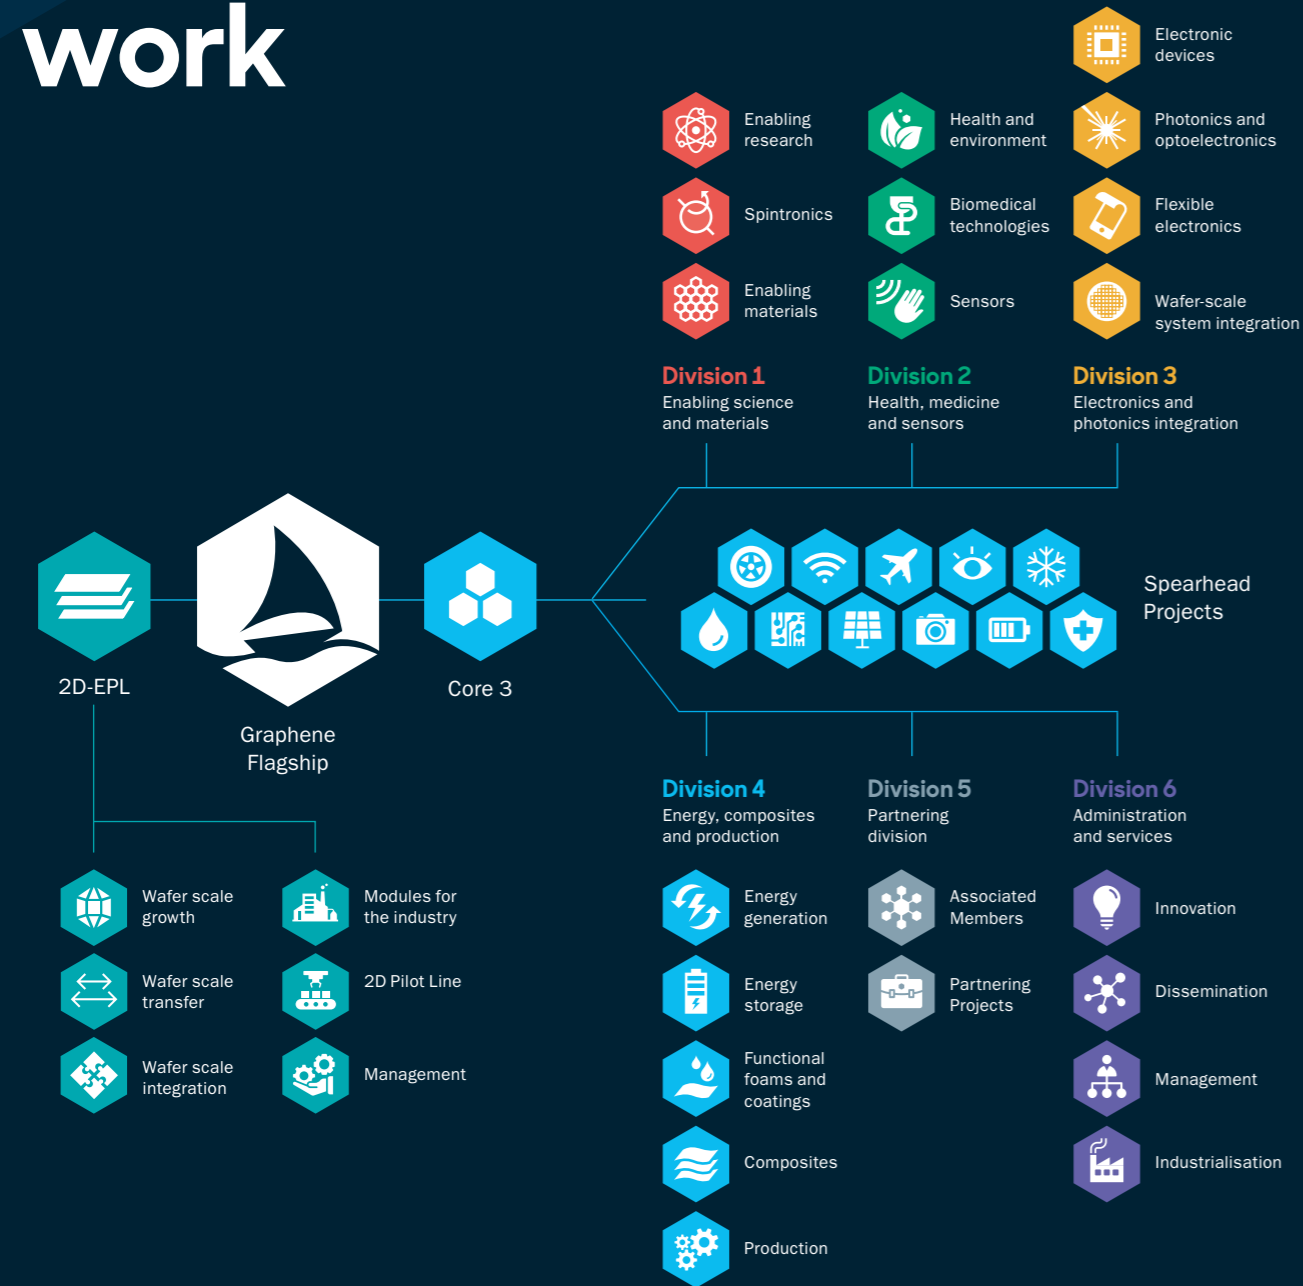 work
Enabling
research
Spintronics
Enabling
materials
Division 1
Enabling science
and materials
Health and
environment
Biomedical
technologies
Sensors
Division 2
Health, medicine
and sensors
Electronic
devices
Photonics and
optoelectronics
Flexible
electronics
Wafer-scale
system integration
Division 3
Electronics and
photonics integration
2D-EPL
Graphene
Flagship
Core 3
Spearhead
Projects
Wafer scale
growth
Wafer scale
transfer
Wafer scale
integration
Modules for
the industry
2D Pilot Line
Management
Division 4
Energy, composites
and production
Energy
generation
Energy
storage
Functional
foams and
coatings
Composites
Production
Division 5
Partnering
division
Associated
Members
Partnering
Projects
Division 6
Administration
and services
Innovation
Dissemination
Management
Industrialisation